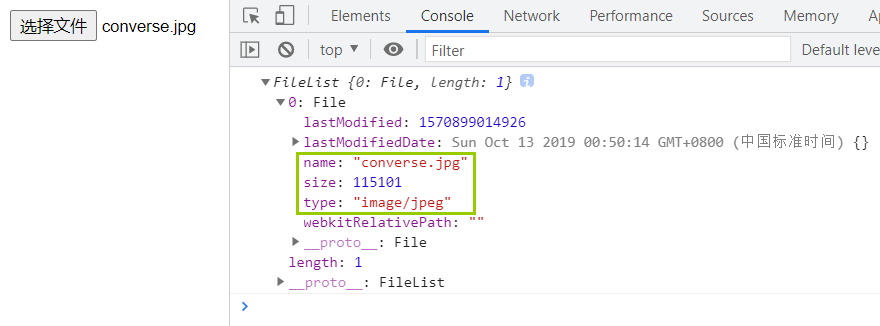 选择文件 converse.jpg
Elements Console Performance Sources Memory
top ▼ Filter Default leve
▼FileList {0: File, length: 1} i
▼0: File
lastModified: 1570899014926
▶lastModifiedDate: Sun Oct 13 2019 00:50:14 GMT+0800 (中国标准时间) {}
name: "converse.jpg"
size: 115101
type: "image/jpeg"
webkitRelativePath: ""
▶__proto__: File
length: 1
▶__proto__: FileList
>